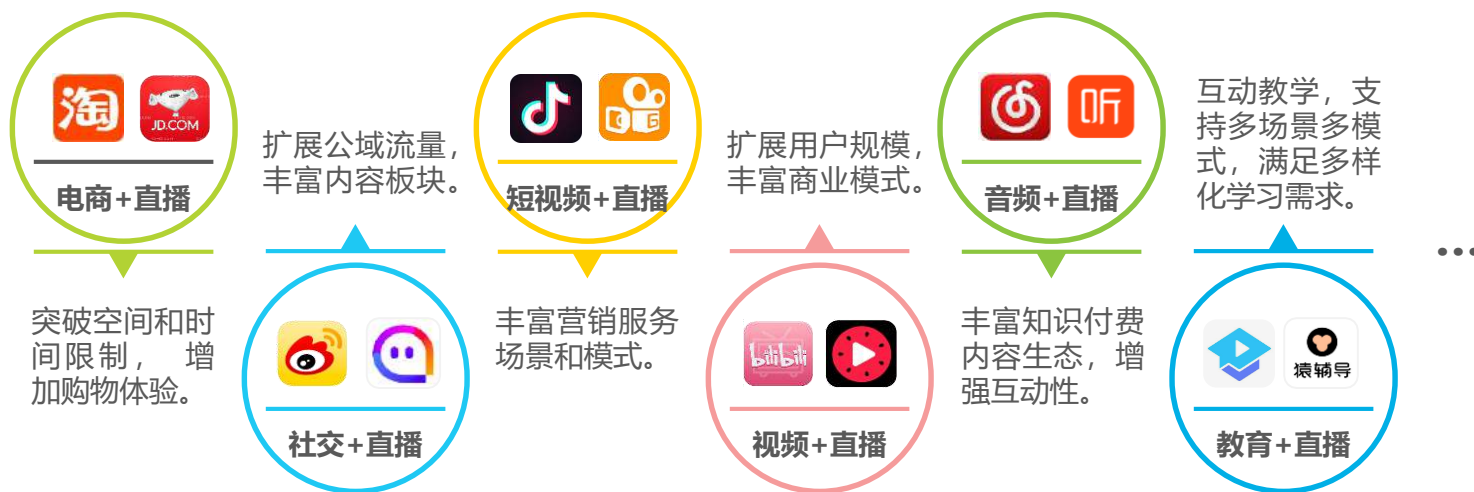 淘
JD.COM
电商+直播
突破空间和时
间限制， 增
加购物体验。
扩展公域流量，
丰富内容板块。
社交+直播
短视频+直播
丰富营销服务
场景和模式。
扩展用户规模，
丰富商业模式。
bilibili
视频+直播
听
音频+直播
丰富知识付费
内容生态，增
强互动性。
互动教学，支
持多场景多模
式，满足多样
化学习需求。
猿辅导
教育+直播
...